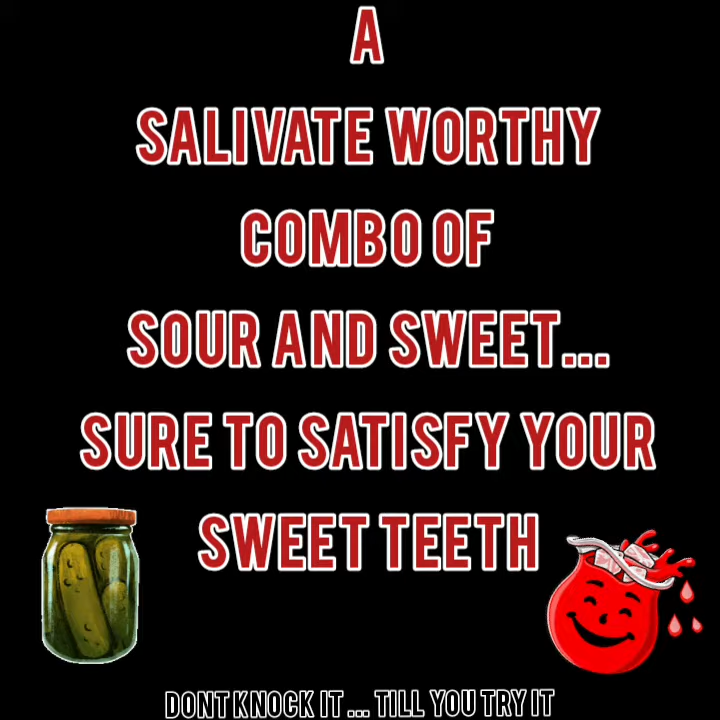 A
SALIVATE WORTHY
COMBO OF
SOUR AND SWEET...
SURE TO SATISFY YOUR
SWEET TEETH
DONT KNOCK IT ... TILL YOU TRY IT